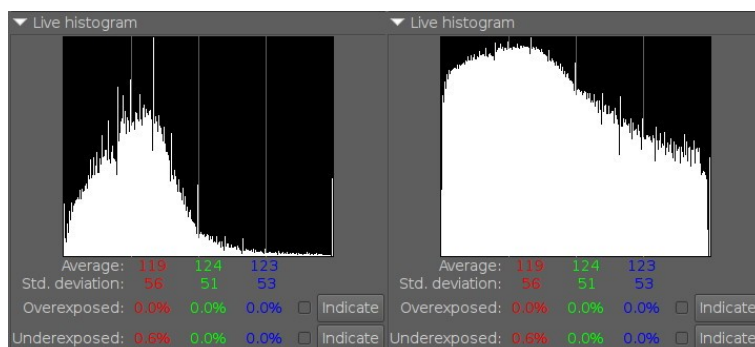 Live histogram
Average: 119 124 123
Std. deviation: 56 51 53
Overexposed: 0.0% 0.0% 0.0% Indicate
Underexposed: 0.6% 0.0% 0.0% Indicate
Live histogram
Average: 119 124 123
Std. deviation: 56 51 53
Overexposed: 0.0% 0.0% 0.0% Indicate
Underexposed: 0.6% 0.0% 0.0% Indicate